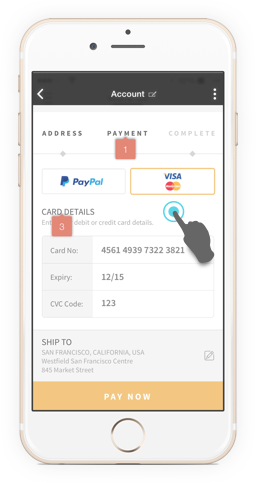 Account
ADDRESS PAYMENT COMPLETE
1
PayPal VISA
MasterCard
CARD DETAILS
3
debit or credit card details.
Card No: 4561 4939 7322 3821
Expiry: 12/15
CVC Code: 123
SHIP TO
SAN FRANCISCO, CALIFORNIA, USA
Westfield San Francisco Centre
845 Market Street
PAY NOW